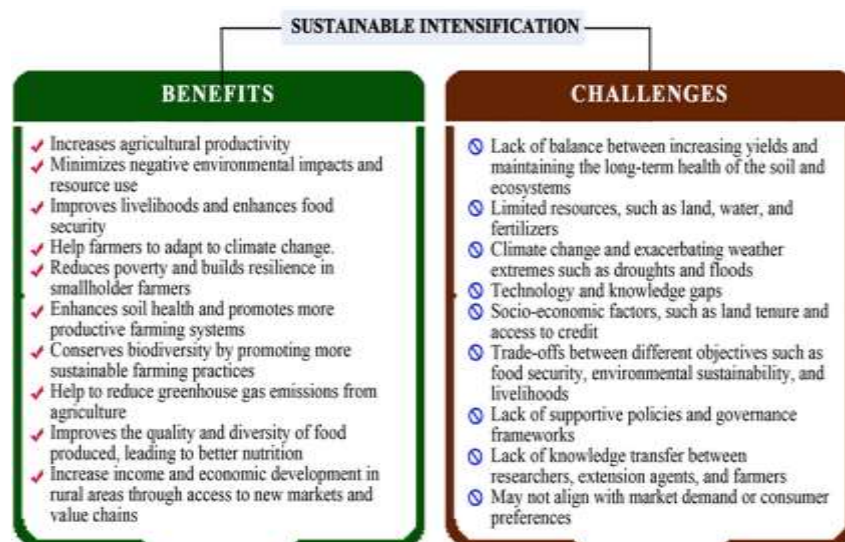 SUSTAINABLE INTENSIFICATION
BENEFITS
Increases agricultural productivity
Minimizes negative environmental impacts and
resource use
Improves livelihoods and enhances food
security
Help farmers to adapt to climate change.
Reduces poverty and builds resilience in
smallholder farmers
Enhances soil health and promotes more
productive farming systems
Conserves biodiversity by promoting more
sustainable farming practices
Help to reduce greenhouse gas emissions from
agriculture
Improves the quality and diversity of food
produced, leading to better nutrition
Increase income and economic development in
rural areas through access to new markets and
value chains
CHALLENGES
Lack of balance between increasing yields and
maintaining the long-term health of the soil and
ecosystems
Limited resources, such as land, water, and
fertilizers
Climate change and exacerbating weather
extremes such as droughts and floods
Technology and knowledge gaps
Socio-economic factors, such as land tenure and
access to credit
Trade-offs between different objectives such as
food security, environmental sustainability, and
livelihoods
Lack of supportive policies and governance
frameworks
Lack of knowledge transfer between
researchers, extension agents, and farmers
May not align with market demand or consumer
preferences